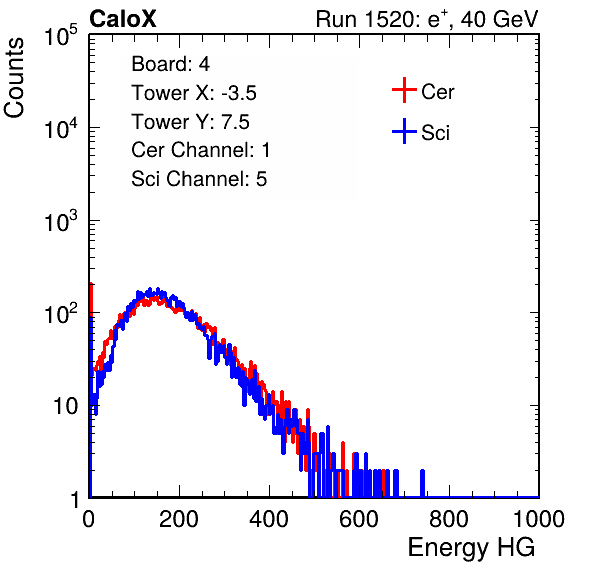 CaloX Run 1520: e⁺, 40 GeV
Counts
Board: 4
Tower X: -3.5
Tower Y: 7.5
Cer Channel: 1
Sci Channel: 5
Cer
Sci
10⁵
10⁴
10³
10²
10
1
0 200 400 600 800 1000
Energy HG